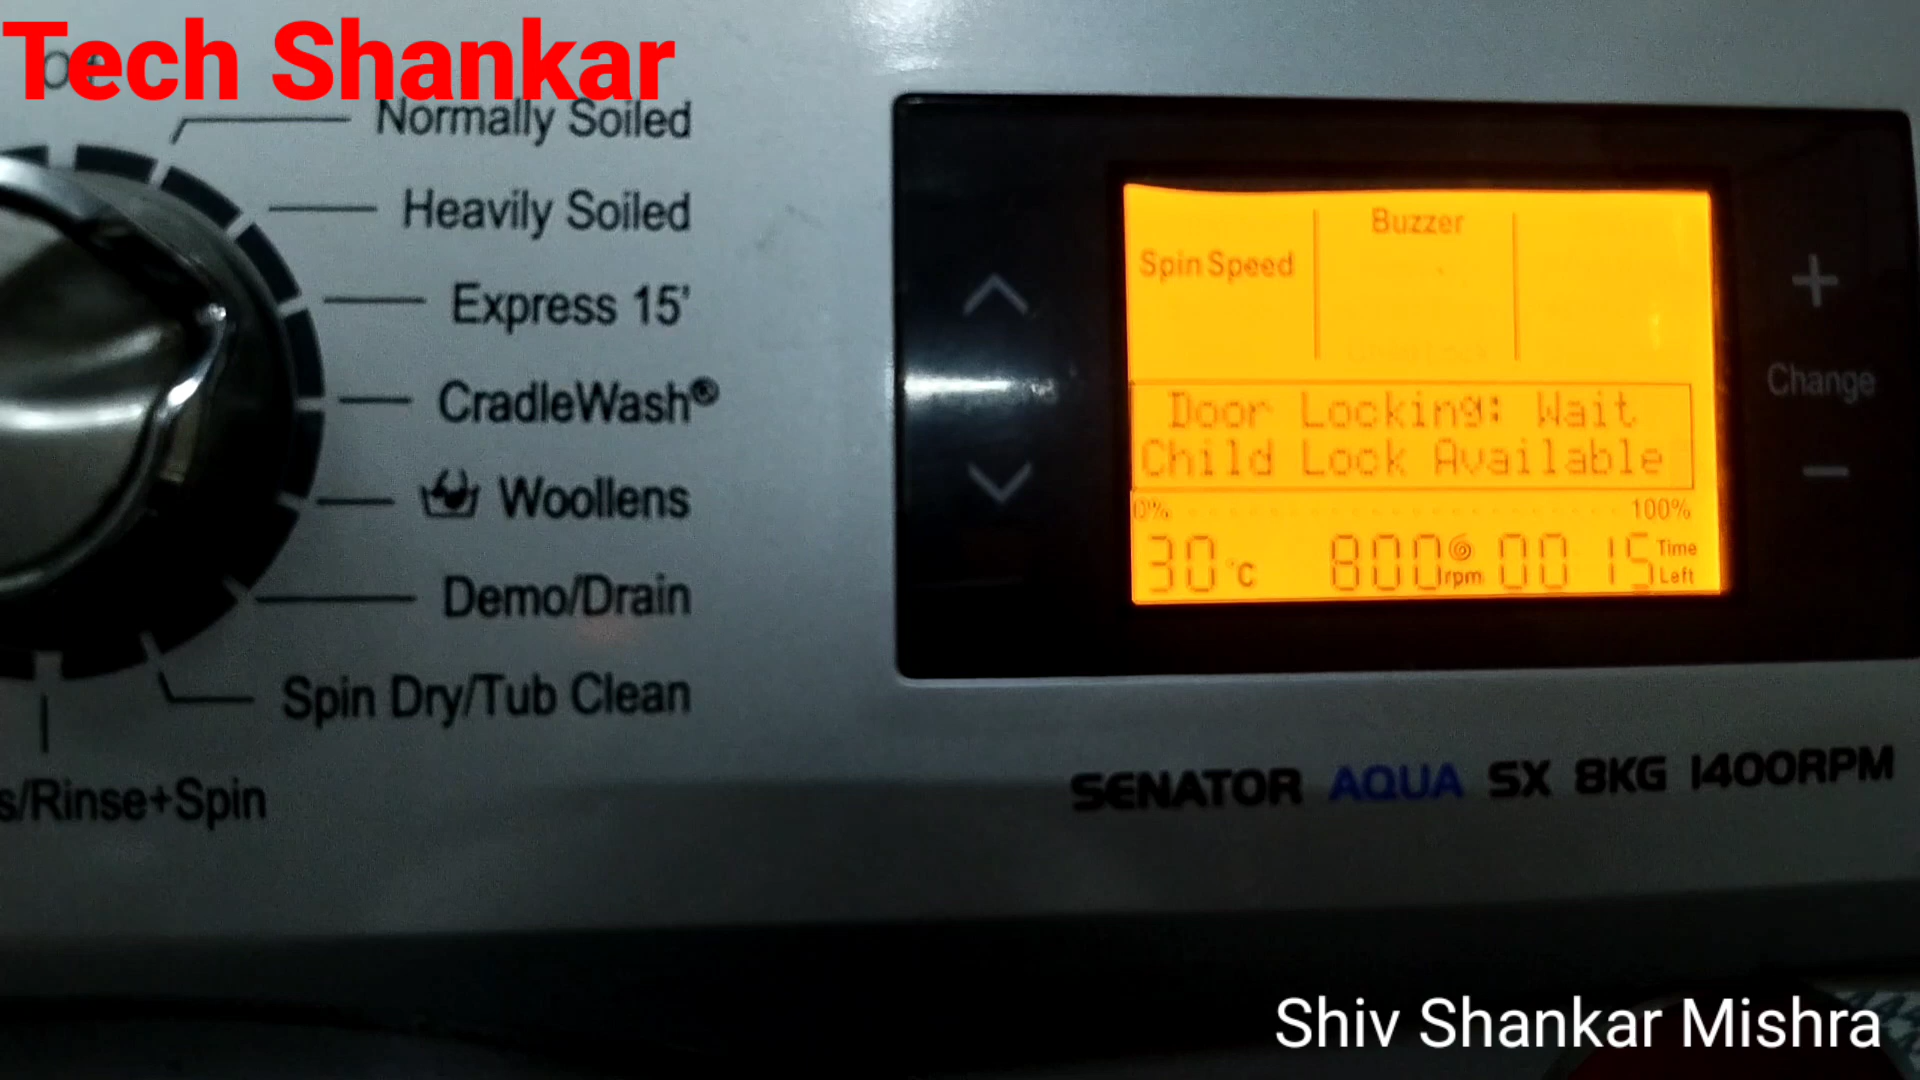 Tech Shankar
Normally Soiled
Heavily Soiled
Express 15'
CradleWash®
Woollens
Demo/Drain
Spin Dry/Tub Clean
s/Rinse+Spin
Buzzer
Spin Speed
Door Locking: Wait
Child Lock Available
0% 100%
30 °C 800 rpm 00 15 Time Left
+
Change
−
SENATOR AQUA SX 8KG 1400RPM
Shiv Shankar Mishra